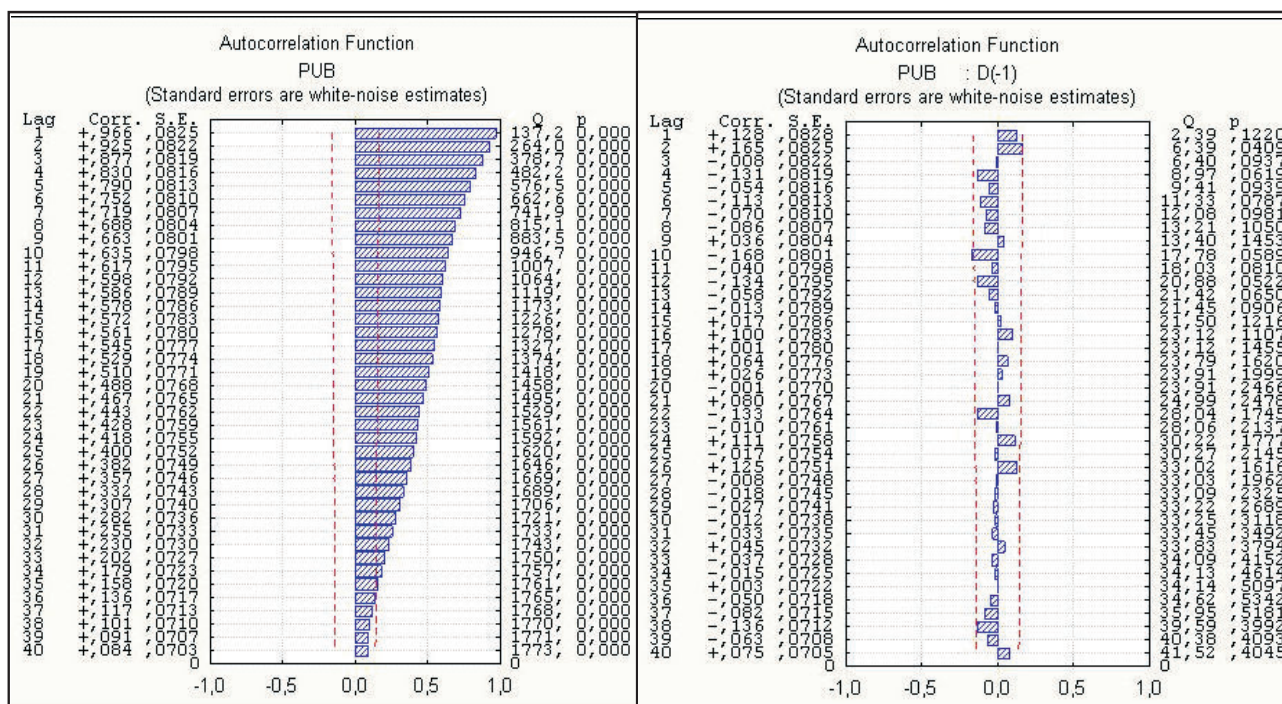 Autocorrelation Function
PUB
(Standard errors are white-noise estimates)
Lag Corr. S.E. Q p
1 +,966 ,0825 137,2 0,000
2 +,925 ,0822 264,0 0,000
3 +,877 ,0819 378,7 0,000
4 +,830 ,0816 482,2 0,000
5 +,790 ,0813 576,5 0,000
6 +,752 ,0810 662,6 0,000
7 +,719 ,0807 741,9 0,000
8 +,688 ,0804 815,1 0,000
9 +,663 ,0801 883,5 0,000
10 +,635 ,0798 946,7 0,000
11 +,617 ,0795 1007, 0,000
12 +,598 ,0792 1064, 0,000
13 +,586 ,0789 1119, 0,000
14 +,578 ,0786 1173, 0,000
15 +,572 ,0783 1226, 0,000
16 +,561 ,0780 1278, 0,000
17 +,545 ,0777 1327, 0,000
18 +,529 ,0774 1374, 0,000
19 +,510 ,0771 1418, 0,000
20 +,488 ,0768 1458, 0,000
21 +,467 ,0765 1495, 0,000
22 +,443 ,0762 1529, 0,000
23 +,428 ,0759 1561, 0,000
24 +,418 ,0755 1592, 0,000
25 +,400 ,0752 1620, 0,000
26 +,382 ,0749 1646, 0,000
27 +,357 ,0746 1669, 0,000
28 +,332 ,0743 1689, 0,000
29 +,307 ,0740 1706, 0,000
30 +,282 ,0736 1721, 0,000
31 +,260 ,0733 1733, 0,000
32 +,230 ,0730 1743, 0,000
33 +,202 ,0727 1750, 0,000
34 +,179 ,0723 1757, 0,000
35 +,158 ,0720 1761, 0,000
36 +,136 ,0717 1765, 0,000
37 +,117 ,0713 1768, 0,000
38 +,101 ,0710 1770, 0,000
39 +,091 ,0707 1771, 0,000
40 +,084 ,0703 1773, 0,000
0 0
-1,0 -0,5 0,0 0,5 1,0
Autocorrelation Function
PUB : D(-1)
(Standard errors are white-noise estimates)
Lag Corr. S.E. Q p
1 +,128 ,0828 2,39 ,1220
2 +,165 ,0825 6,39 ,0409
3 -,008 ,0822 6,40 ,0937
4 -,131 ,0819 8,97 ,0619
5 -,054 ,0816 9,41 ,0939
6 -,113 ,0813 11,33 ,0787
7 -,070 ,0810 12,08 ,0982
8 -,086 ,0807 13,21 ,1050
9 +,036 ,0804 13,40 ,1453
10 -,168 ,0801 17,78 ,0589
11 -,040 ,0798 18,03 ,0810
12 -,134 ,0795 20,88 ,0522
13 -,058 ,0792 21,42 ,0650
14 -,013 ,0789 21,45 ,0906
15 +,017 ,0786 21,50 ,1216
16 +,100 ,0783 23,12
17 ,0780
18 +,064 ,0776 23,79
19 +,026 ,0773 23,91 ,1999
20 ,0770 23,91 ,2466
21 +,080 ,0767 24,99 ,2478
22 -,133 ,0764 28,04 ,1745
23 -,010 ,0761 28,06 ,2137
24 +,111 ,0758 30,22 ,1777
25 -,017 ,0754 30,27 ,2145
26 +,125 ,0751 33,02 ,1616
27 -,008 ,0748 33,03 ,1962
28 -,018 ,0745 33,09 ,2328
29 -,027 ,0741 33,22 ,2689
30 -,012 ,0738 33,25 ,3118
31 -,033 ,0735 33,45 ,3492
32 +,045 ,0732 33,83 ,3792
33 -,037 ,0728 34,09 ,4152
34 -,015 ,0725 34,13 ,4614
35 +,003 ,0722 34,14 ,5097
36 -,050 ,0718 34,62 ,5342
37 -,082 ,0715 35,93 ,5182
38 -,136 ,0712 39,59 ,3992
39 -,063 ,0708 40,38 ,4093
40 +,075 ,0705 41,52 ,4045
0 0
-1,0 -0,5 0,0 0,5 1,0